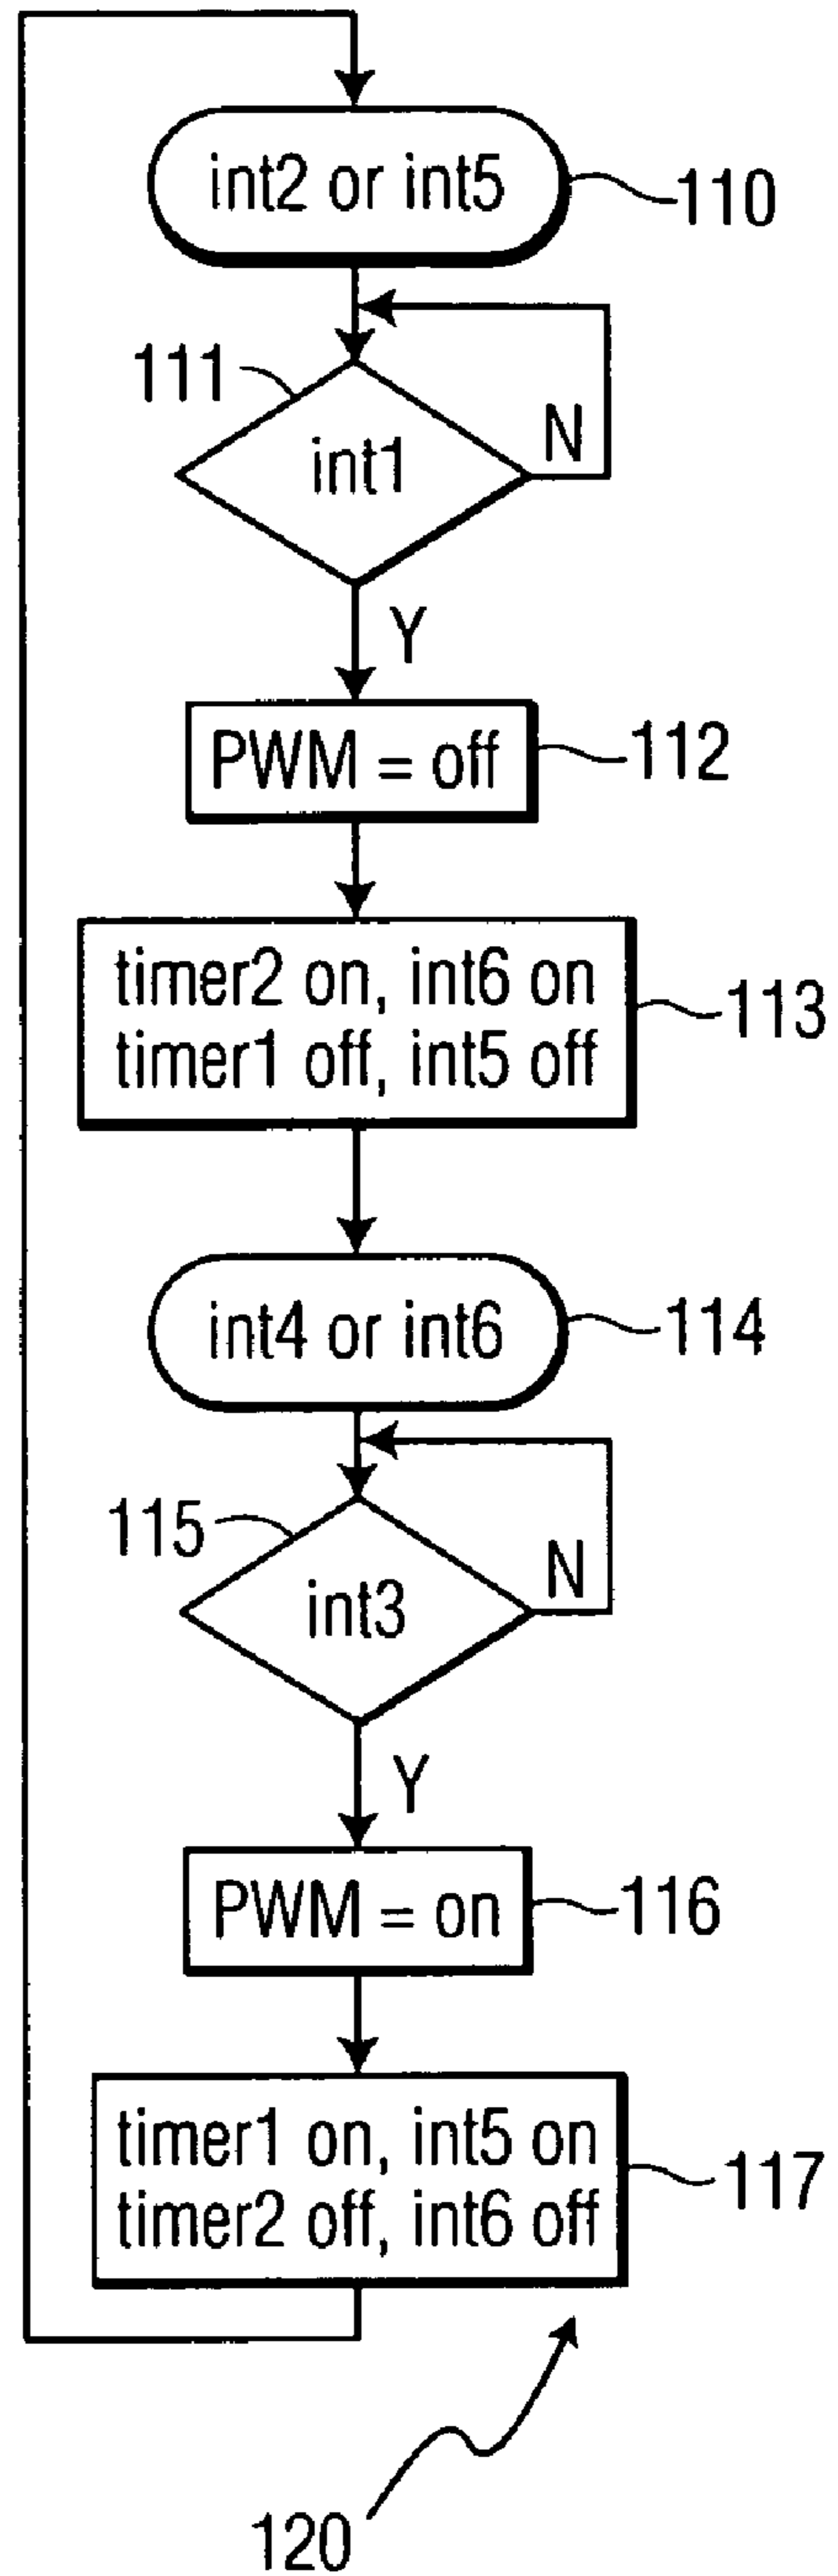 int2 or int5
110
111
int1
N
Y
PWM = off
112
timer2 on, int6 on
timer1 off, int5 off
113
int4 or int6
114
115
int3
N
Y
PWM = on
116
timer1 on, int5 on
timer2 off, int6 off
117
120